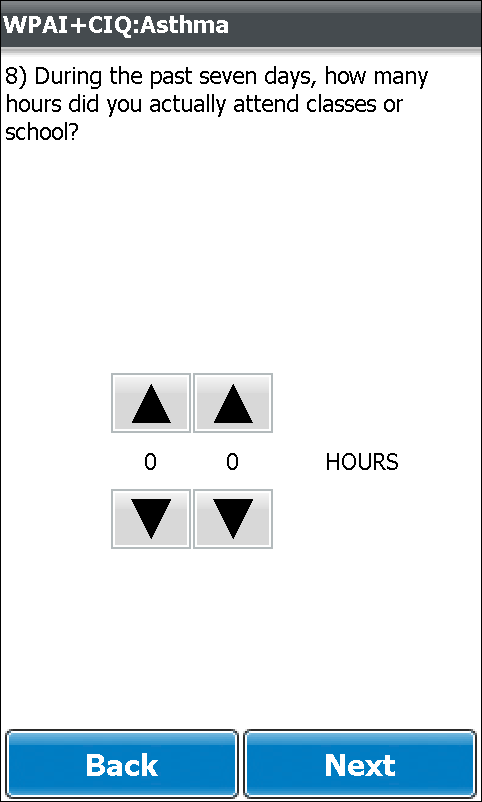 WPAI+CIQ:Asthma
8) During the past seven days, how many
hours did you actually attend classes or
school?
0 0 HOURS
Back Next